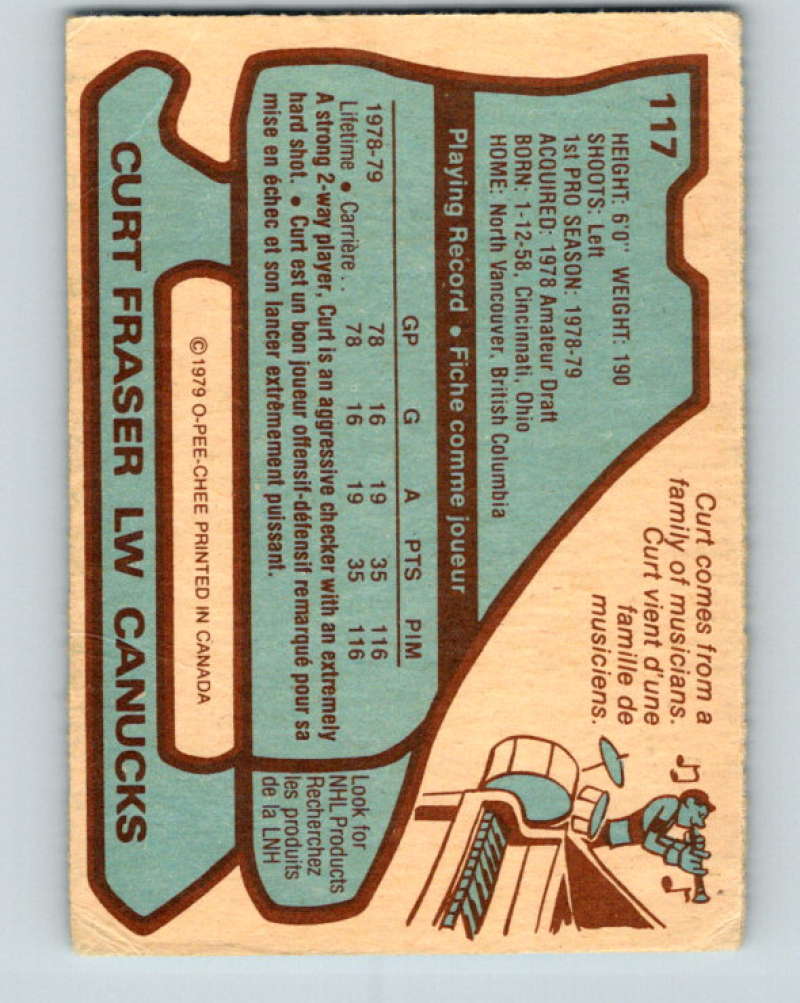 117
HEIGHT: 6'0" WEIGHT: 190
SHOOTS: Left
1st PRO SEASON: 1978-79
ACQUIRED: 1978 Amateur Draft
BORN: 1-12-58, Cincinnati, Ohio
HOME: North Vancouver, British Columbia
Curt comes from a
family of musicians.
Curt vient d'une
famille de
musiciens.
Playing Record • Fiche comme joueur
GP G A PTS PIM
1978-79 78 16 19 35 116
Lifetime • Carrière . . 78 16 19 35 116
A strong 2-way player, Curt is an aggressive checker with an extremely
hard shot. • Curt est un bon joueur offensif-défensif remarqué pour sa
mise en échec et son lancer extrêmement puissant.
Look for
NHL Products
Recherchez
les produits
de la LNH
©1979 O-PEE-CHEE PRINTED IN CANADA
CURT FRASER LW CANUCKS